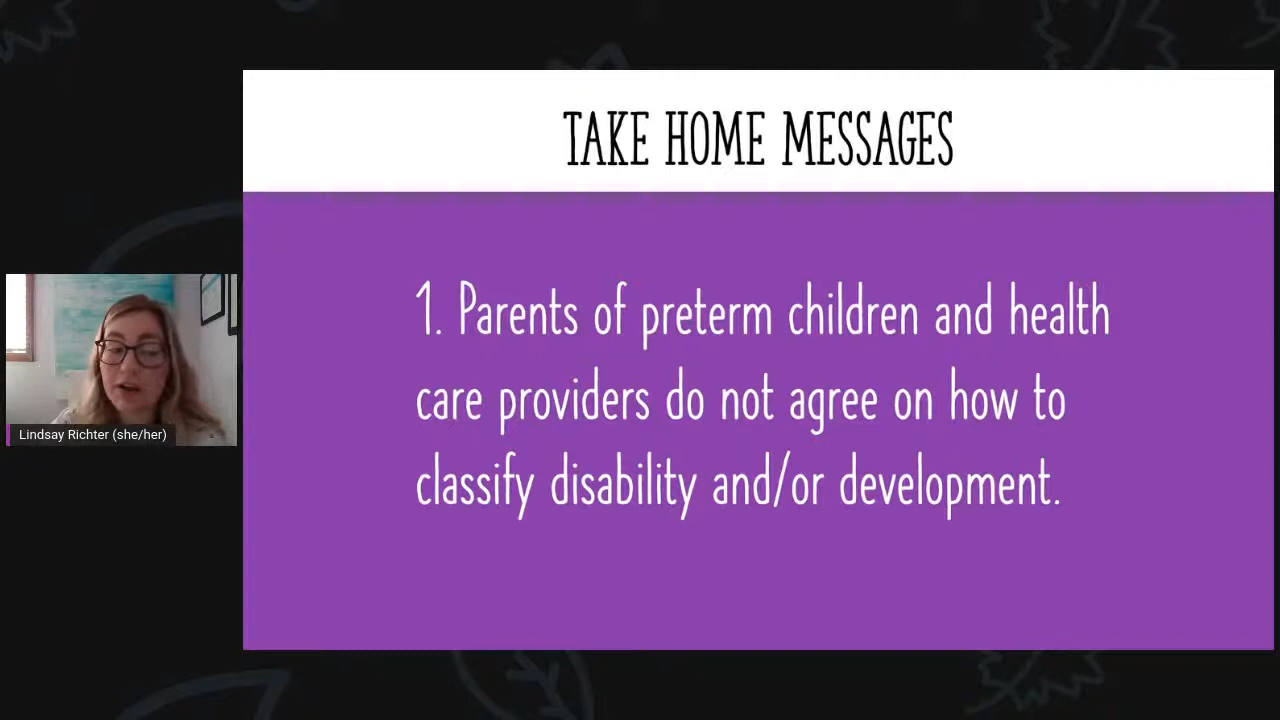 TAKE HOME MESSAGES
1. Parents of preterm children and health
care providers do not agree on how to
classify disability and/or development.
Lindsay Richter (she/her)